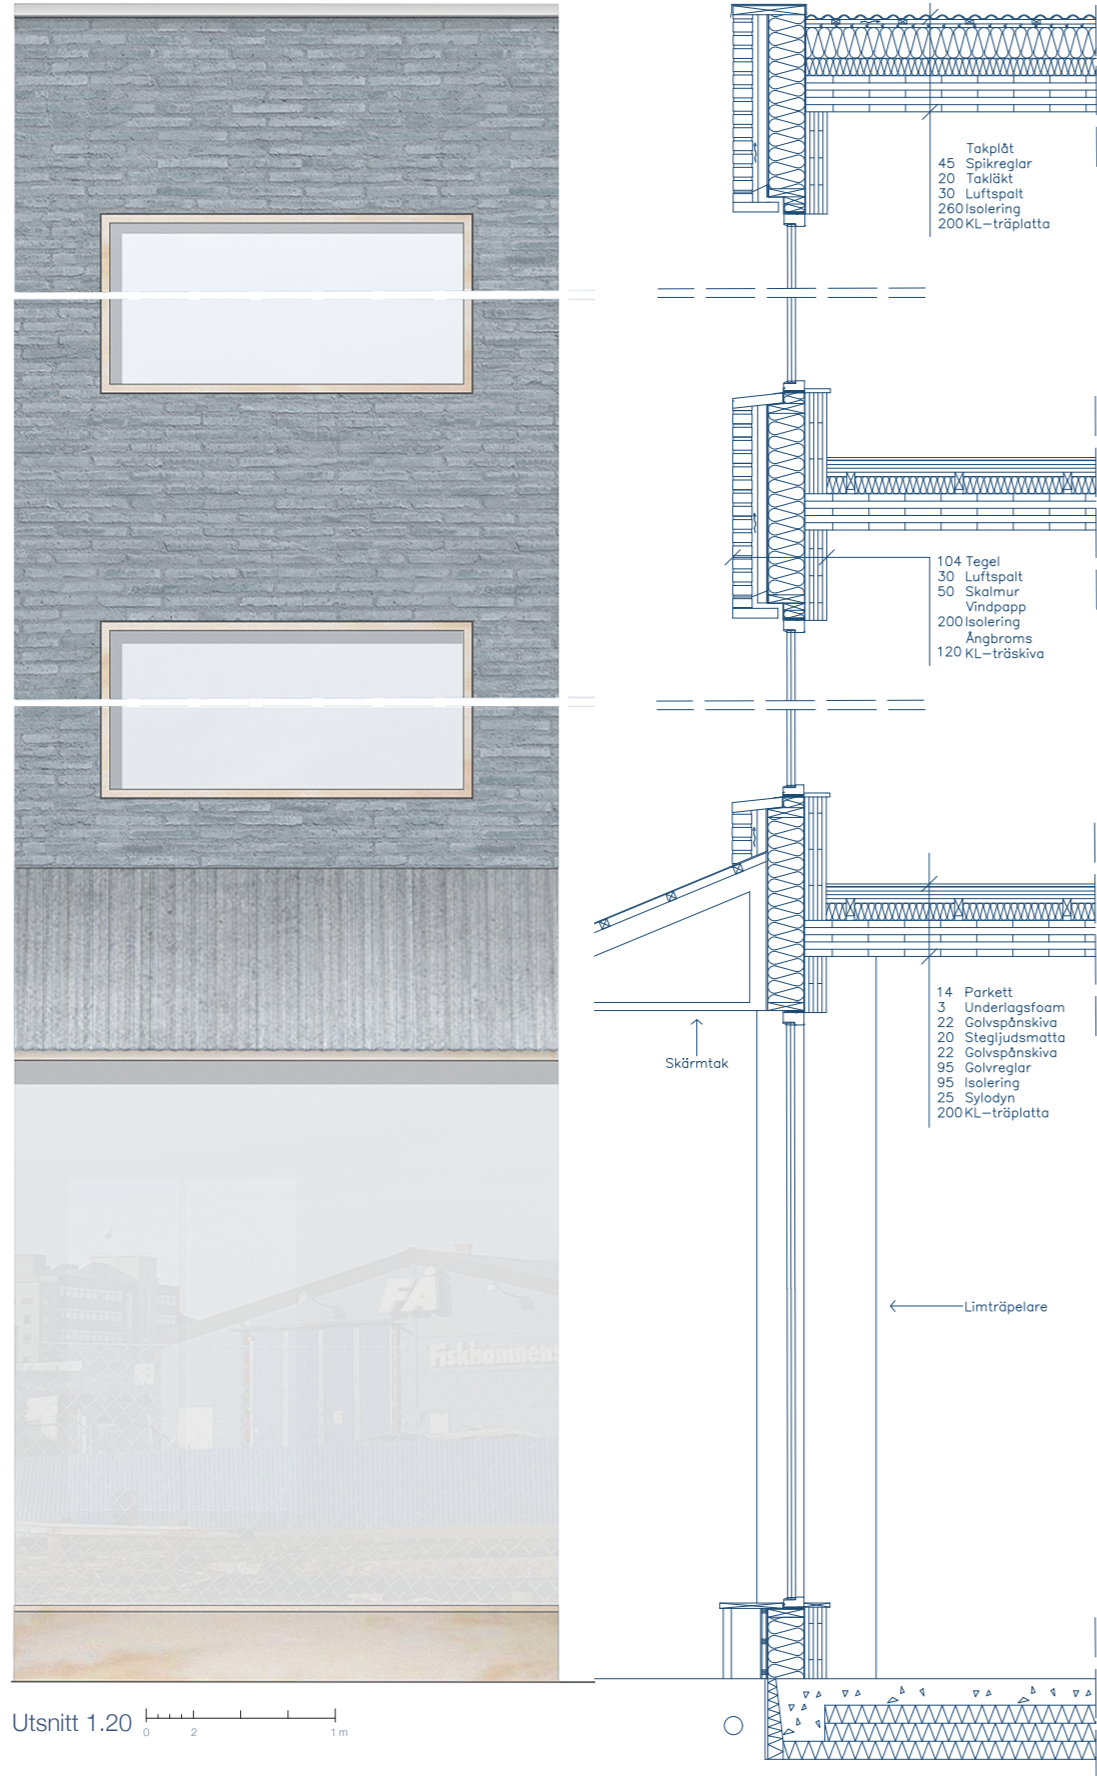 Takplåt
45 Spikreglar
20 Takläkt
30 Luftspalt
260 Isolering
200 KL-träplatta
104 Tegel
30 Luftspalt
50 Skalmur
Vindpapp
200 Isolering
Ångbroms
120 KL-träskiva
14 Parkett
3 Underlagsfoam
22 Golvspånskiva
20 Stegljudsmatta
22 Golvspånskiva
95 Golvreglar
95 Isolering
25 Sylodyn
200 KL-träplatta
Skärmtak
Limträpelare
FÅ
Fiskhamnens
Utsnitt 1.20
0 2 1 m